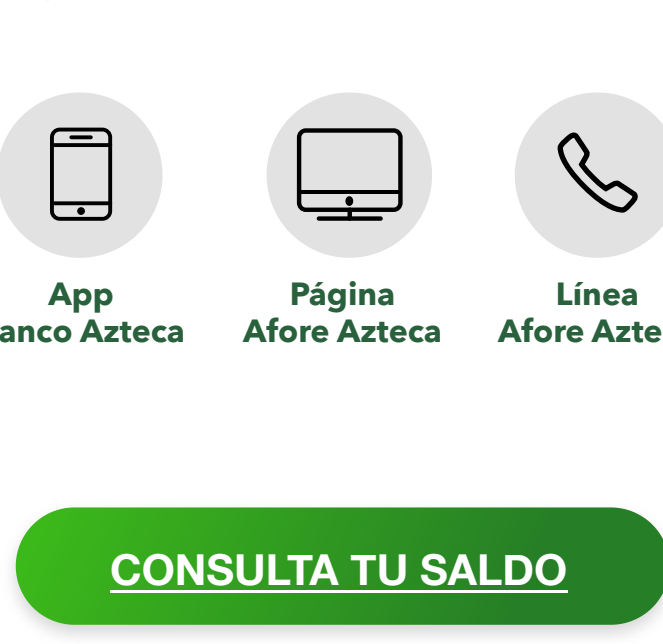 App
anco Azteca
Página
Afore Azteca
Línea
Afore Azte
CONSULTA TU SALDO